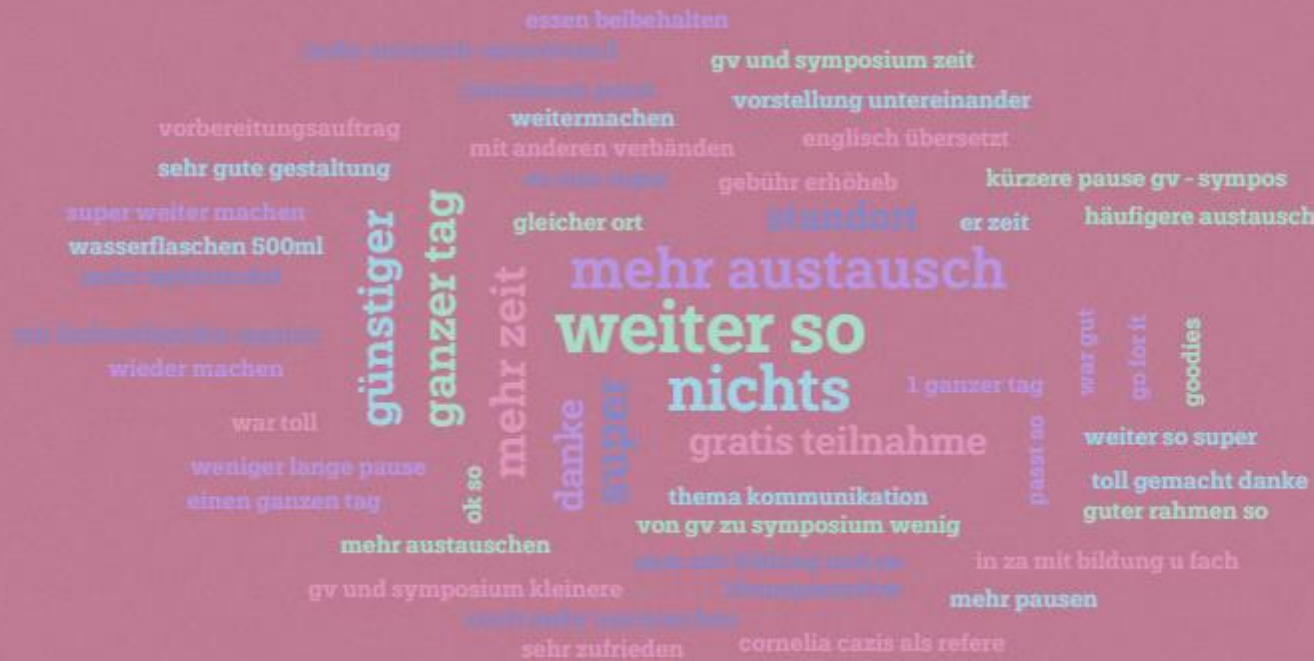 essen beibehalten
gv und symposium zeit
vorstellung untereinander
weitermachen
vorbereitungsauftrag
englisch übersetzt
mit anderen verbänden
sehr gute gestaltung
gebühr erhöheb
kürzere pause gv - sympos
super weiter machen
standort
häufigere austausch
gleicher ort
er zeit
wasserflaschen 500ml
günstiger
ganzer tag
mehr austausch
mehr zeit
weiter so
war gut
go for it
goodies
wieder machen
nichts
1 ganzer tag
danke
super
war toll
gratis teilnahme
passt so
weiter so super
weniger lange pause
ok so
toll gemacht danke
einen ganzen tag
thema kommunikation
guter rahmen so
von gv zu symposium wenig
mehr austauschen
in za mit bildung u fach
gv und symposium kleinere
mehr pausen
cornelia cazis als refere
sehr zufrieden